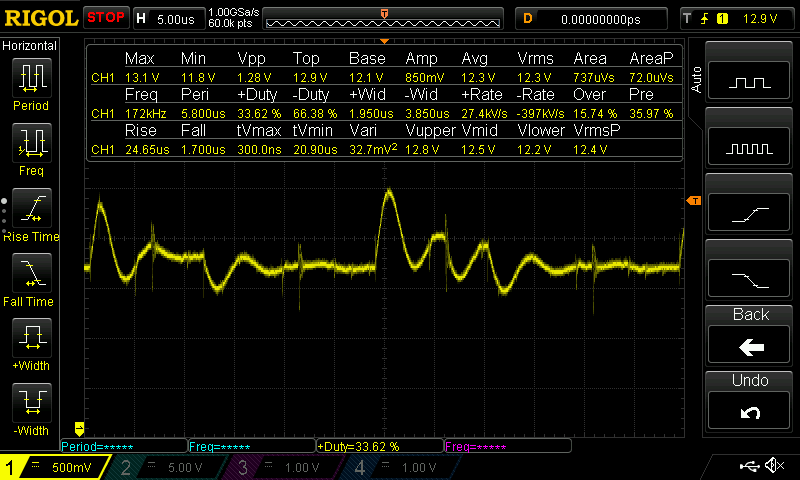 RIGOL STOP H 5.00us 1.00GSa/s 60.0k pts T D 0.00000000ps T 1 12.9 V
Horizontal
Max Min Vpp Top Base Amp Avg Vrms Area AreaP
CH1 13.1 V 11.8 V 1.28 V 12.9 V 12.1 V 850mV 12.3 V 12.3 V 737uVs 72.0uVs
Freq Peri +Duty -Duty +Wid -Wid +Rate -Rate Over Pre
CH1 172kHz 5.800us 33.62 % 66.38 % 1.950us 3.850us 27.4kV/s -397kV/s 15.74 % 35.97 %
Rise Fall tVmax tVmin Vari Vupper Vmid Vlower VrmsP
CH1 24.65us 1.700us 300.0ns 20.90us 32.7mV² 12.8 V 12.5 V 12.2 V 12.4 V
Auto
Period
Freq
Rise Time
Fall Time
+Width
-Width
T
Back
Undo
Period=***** Freq=***** +Duty=33.62 % Freq=*****
1 500mV 2 5.00 V 3 1.00 V 4 1.00 V